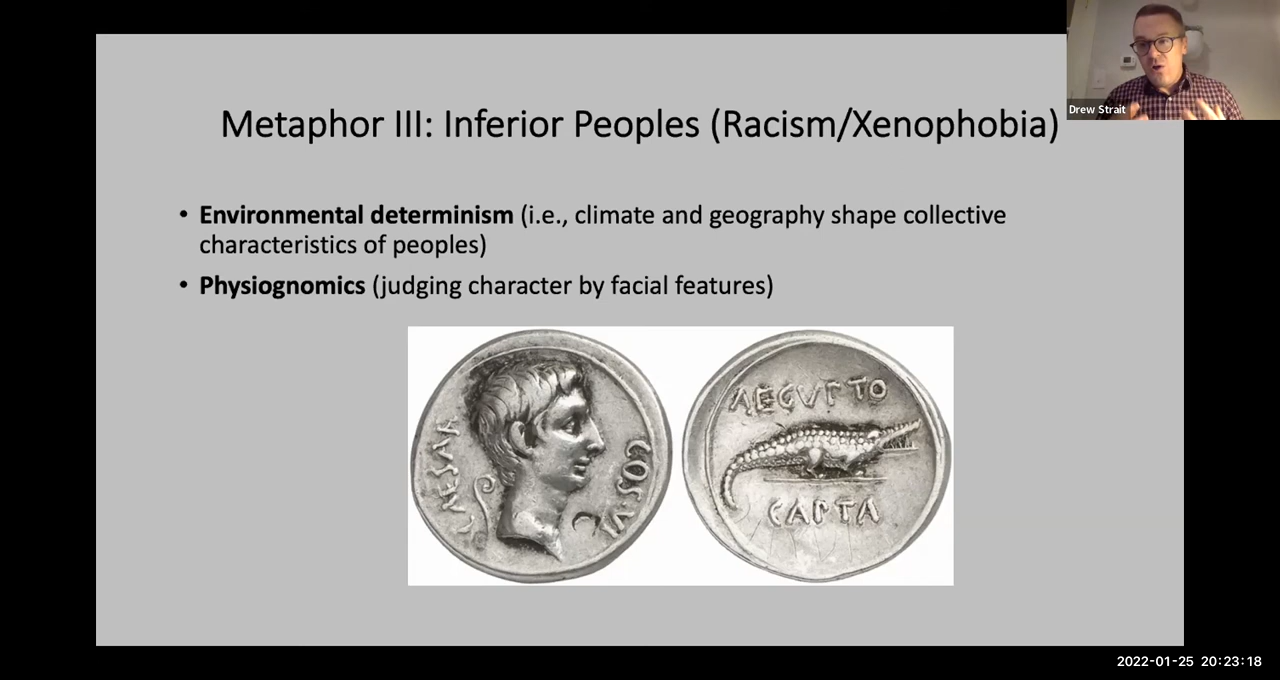 Drew Strait
Metaphor III: Inferior Peoples (Racism/Xenophobia)
• Environmental determinism (i.e., climate and geography shape collective
characteristics of peoples)
• Physiognomics (judging character by facial features)
CAESAR
COS VI
AEGVPTO
CAPTA
2022-01-25 20:23:18